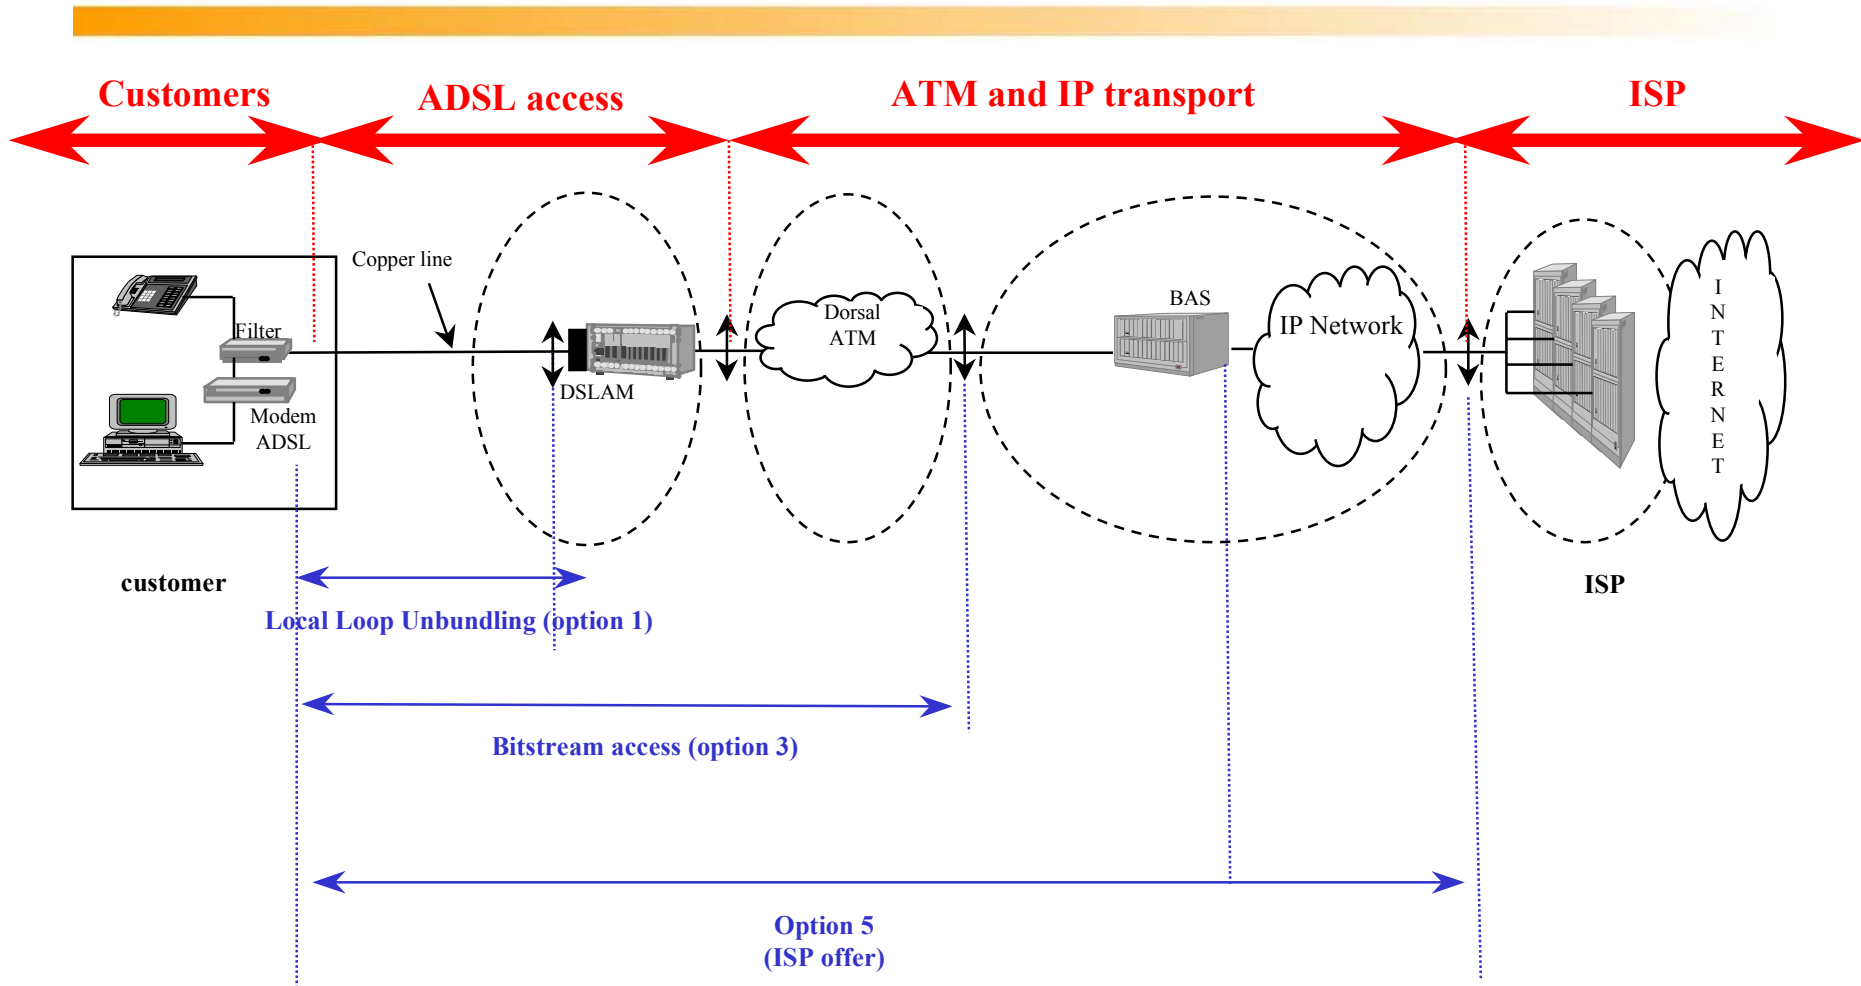 Customers
ADSL access
ATM and IP transport
ISP
Copper line
Filter
Modem
ADSL
DSLAM
Dorsal
ATM
BAS
IP Network
I
N
T
E
R
N
E
T
customer
ISP
Local Loop Unbundling (option 1)
Bitstream access (option 3)
Option 5
(ISP offer)